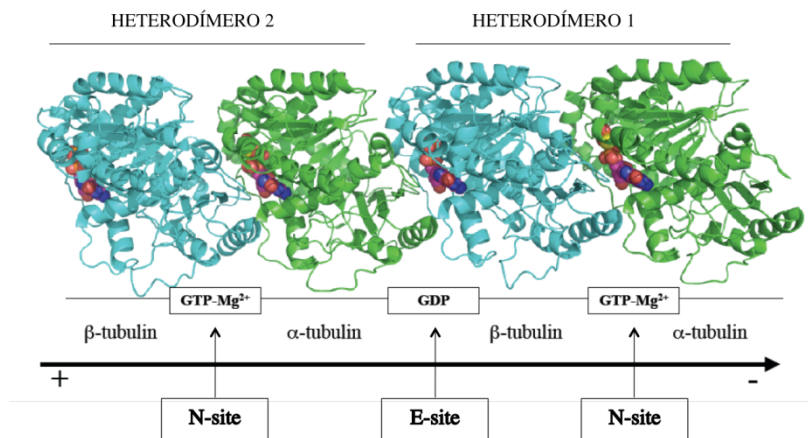 HETERODÍMERO 2 HETERODÍMERO 1
GTP-Mg²⁺ GDP GTP-Mg²⁺
β-tubulin α-tubulin β-tubulin α-tubulin
+ -
N-site E-site N-site